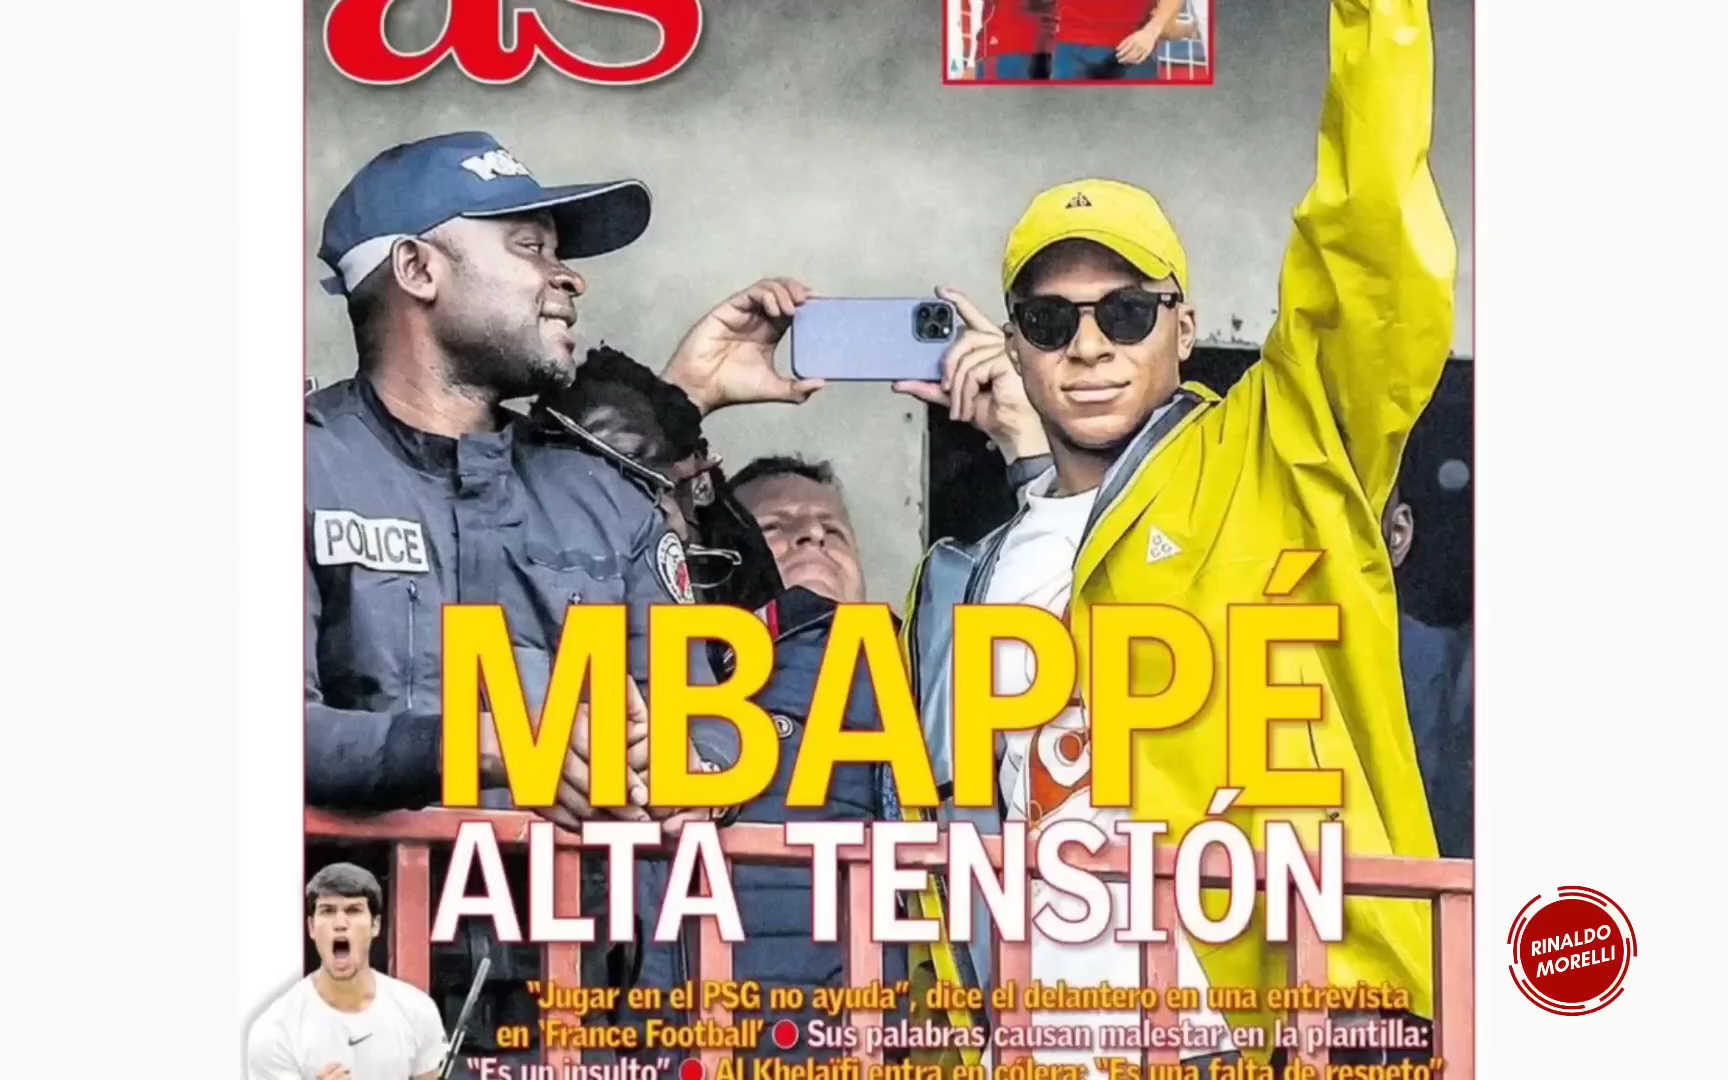 as
POLICE
MBAPPÉ
ALTA TENSIÓN
"Jugar en el PSG no ayuda", dice el delantero en una entrevista
en 'France Football' ● Sus palabras causan malestar en la plantilla:
"Es un insulto" ● Al Khelaïfi entra en cólera: "Es una falta de respeto"
RINALDO
MORELLI